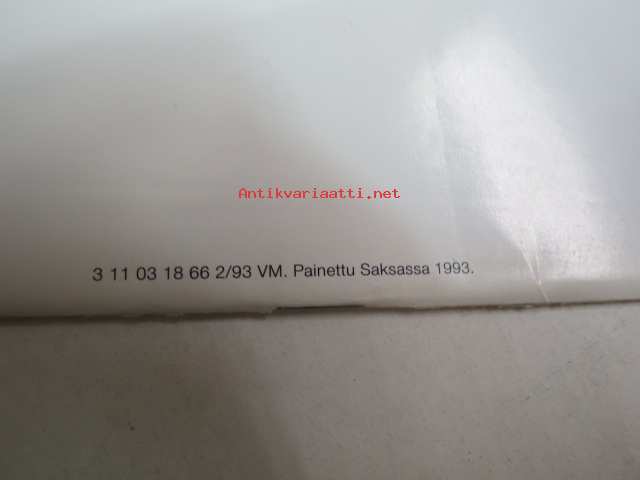 Antikvariaatti.net
3 11 03 18 66 2/93 VM. Painettu Saksassa 1993.